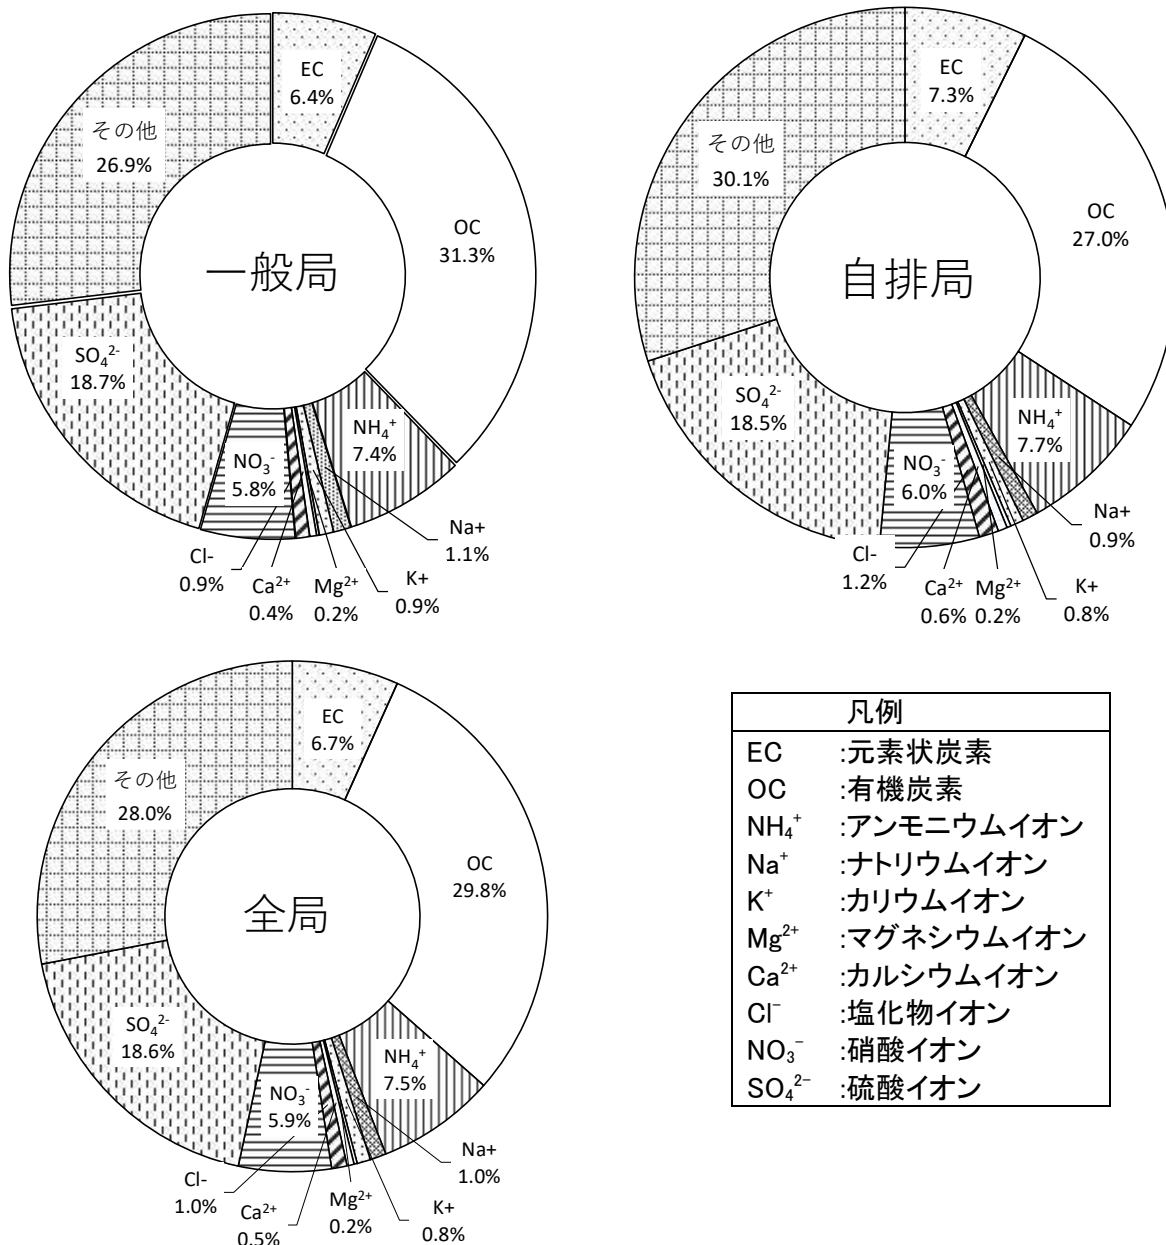 EC
6.4%
OC
31.3%
NH₄⁺
7.4%
Na+
1.1%
K+
0.9%
Mg²⁺
0.2%
Ca²⁺
0.4%
Cl-
0.9%
NO₃⁻
5.8%
SO₄²⁻
18.7%
その他
26.9%
一般局
EC
7.3%
OC
27.0%
NH₄⁺
7.7%
Na+
0.9%
K+
0.8%
Mg²⁺
0.2%
Ca²⁺
0.6%
Cl-
1.2%
NO₃⁻
6.0%
SO₄²⁻
18.5%
その他
30.1%
自排局
EC
6.7%
OC
29.8%
NH₄⁺
7.5%
Na+
1.0%
K+
0.8%
Mg²⁺
0.2%
Ca²⁺
0.5%
Cl-
1.0%
NO₃⁻
5.9%
SO₄²⁻
18.6%
その他
28.0%
全局
凡例
EC :元素状炭素
OC :有機炭素
NH₄⁺ :アンモニウムイオン
Na⁺ :ナトリウムイオン
K⁺ :カリウムイオン
Mg²⁺ :マグネシウムイオン
Ca²⁺ :カルシウムイオン
Cl⁻ :塩化物イオン
NO₃⁻ :硝酸イオン
SO₄²⁻ :硫酸イオン